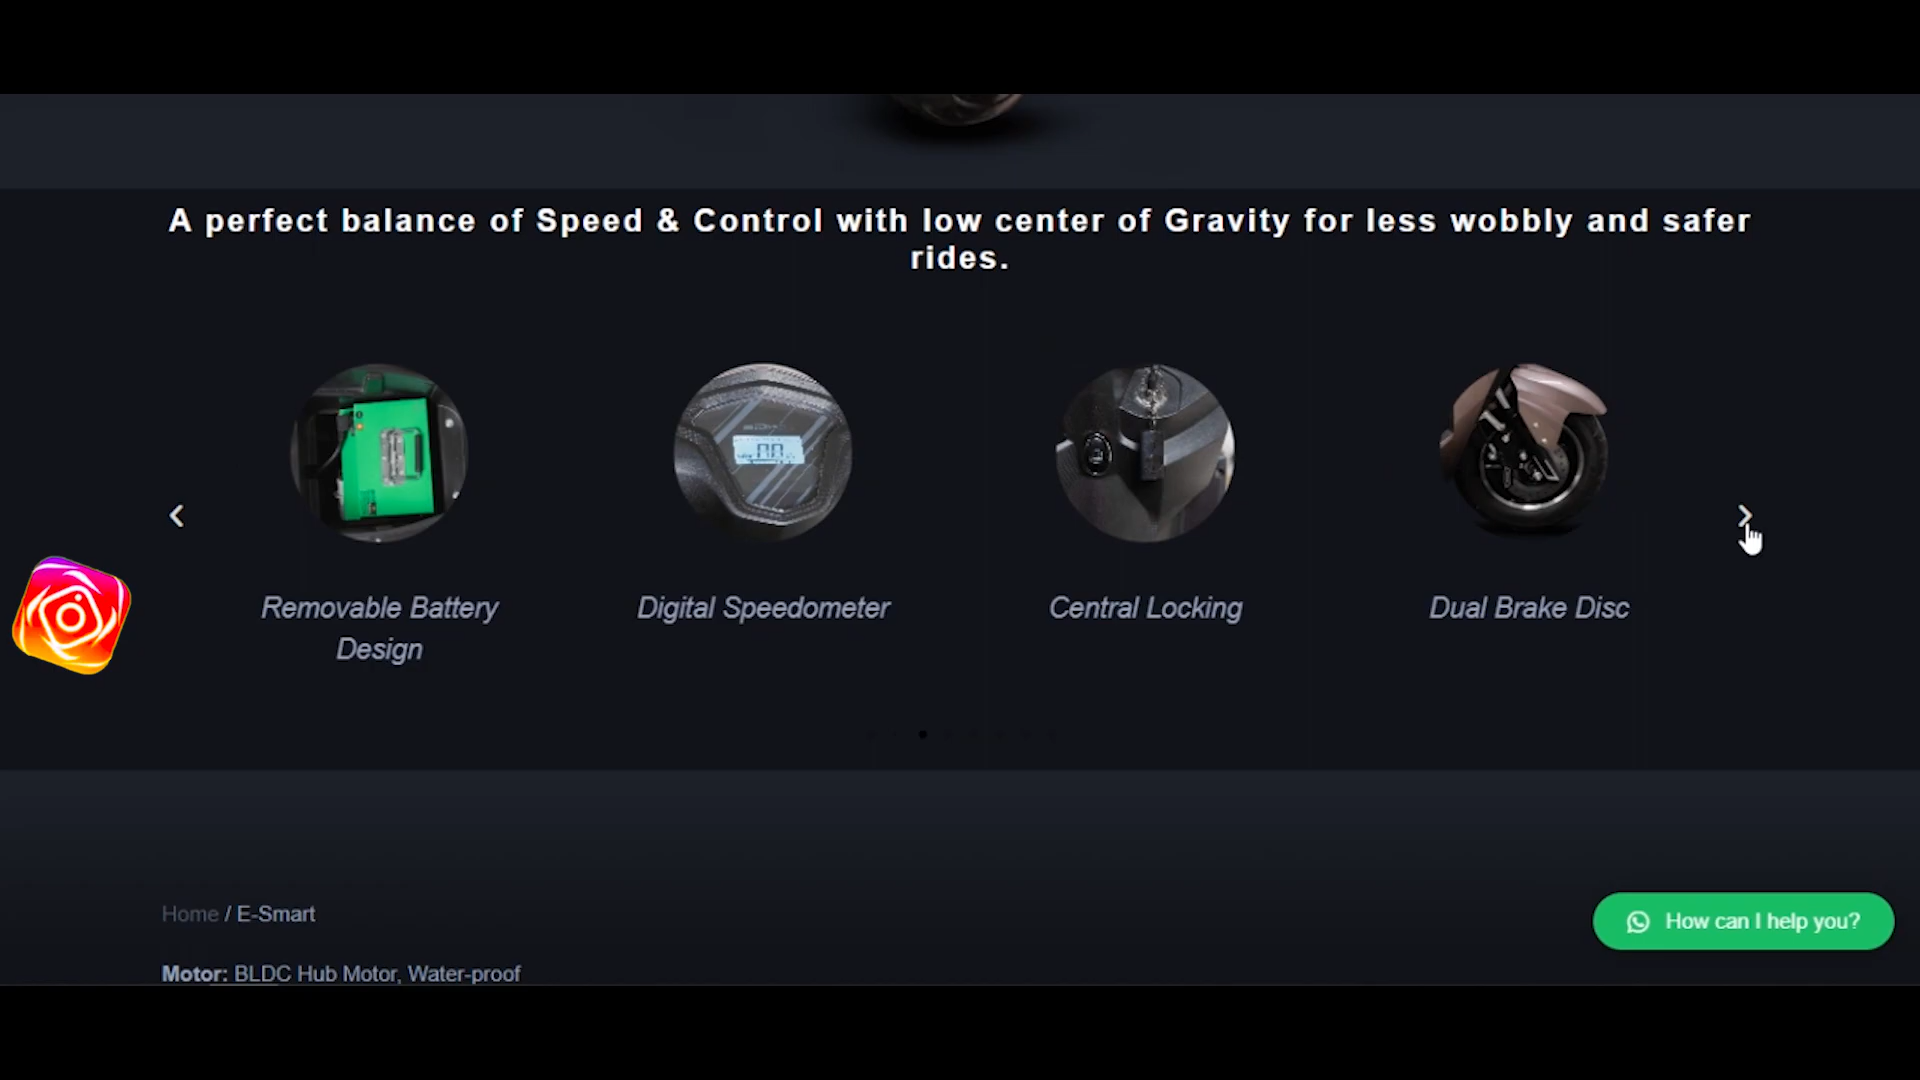 A perfect balance of Speed & Control with low center of Gravity for less wobbly and safer
rides.
Removable Battery
Design
Digital Speedometer
Central Locking
Dual Brake Disc
Home / E-Smart
How can I help you?
Motor: BLDC Hub Motor, Water-proof